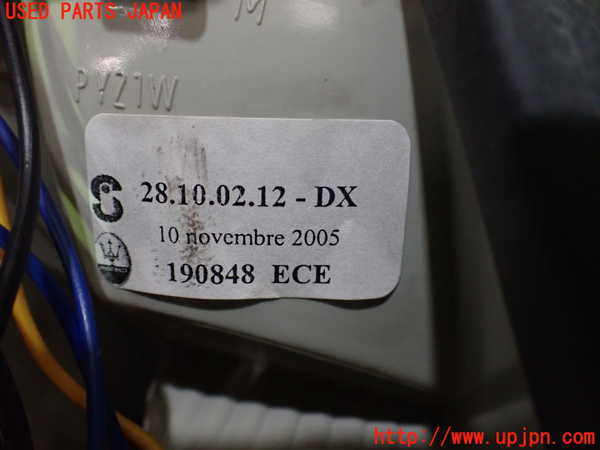 USED PARTS JAPAN
M
PY21W
28.10.02.12 - DX
10 novembre 2005
190848 ECE
http://www.upjpn.com